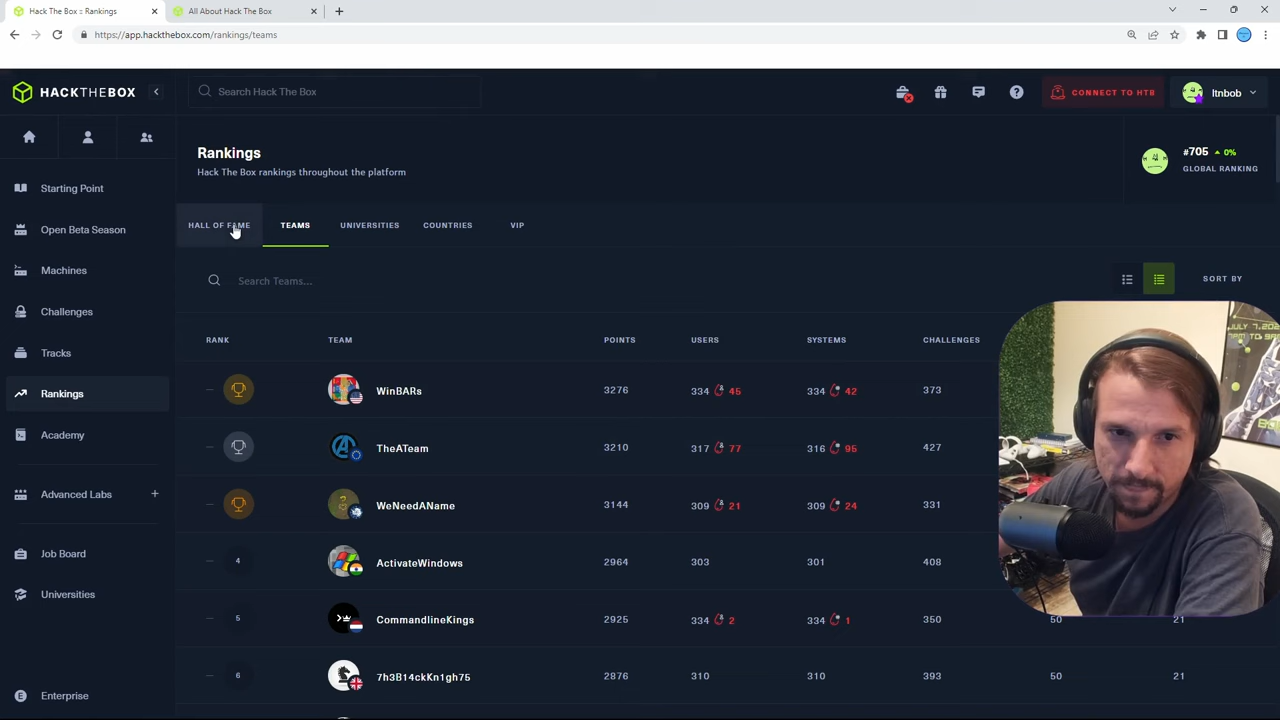 Hack The Box :: Rankings
All About Hack The Box
https://app.hackthebox.com/rankings/teams
HACKTHEBOX
Search Hack The Box
CONNECT TO HTB
ltnbob
Rankings
Hack The Box rankings throughout the platform
#705 0%
GLOBAL RANKING
Starting Point
Open Beta Season
Machines
Challenges
Tracks
Rankings
Academy
Advanced Labs +
Job Board
Universities
Enterprise
HALL OF FAME TEAMS UNIVERSITIES COUNTRIES VIP
Search Teams...
SORT BY
RANK TEAM POINTS USERS SYSTEMS CHALLENGES
WinBARs 3276 334 45 334 42 373
TheATeam 3210 317 77 316 95 427
WeNeedAName 3144 309 21 309 24 331
4 ActivateWindows 2964 303 301 408
5 CommandlineKings 2925 334 2 334 1 350 50 21
6 7h3B14ckKn1gh75 2876 310 310 393 50 21
JULY 7,202
7PM TO 9P